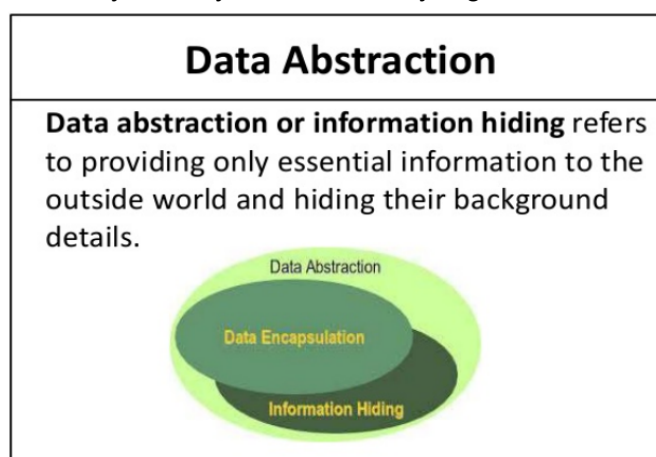 Data Abstraction
Data abstraction or information hiding refers
to providing only essential information to the
outside world and hiding their background
details.
Data Abstraction
Data Encapsulation
Information Hiding